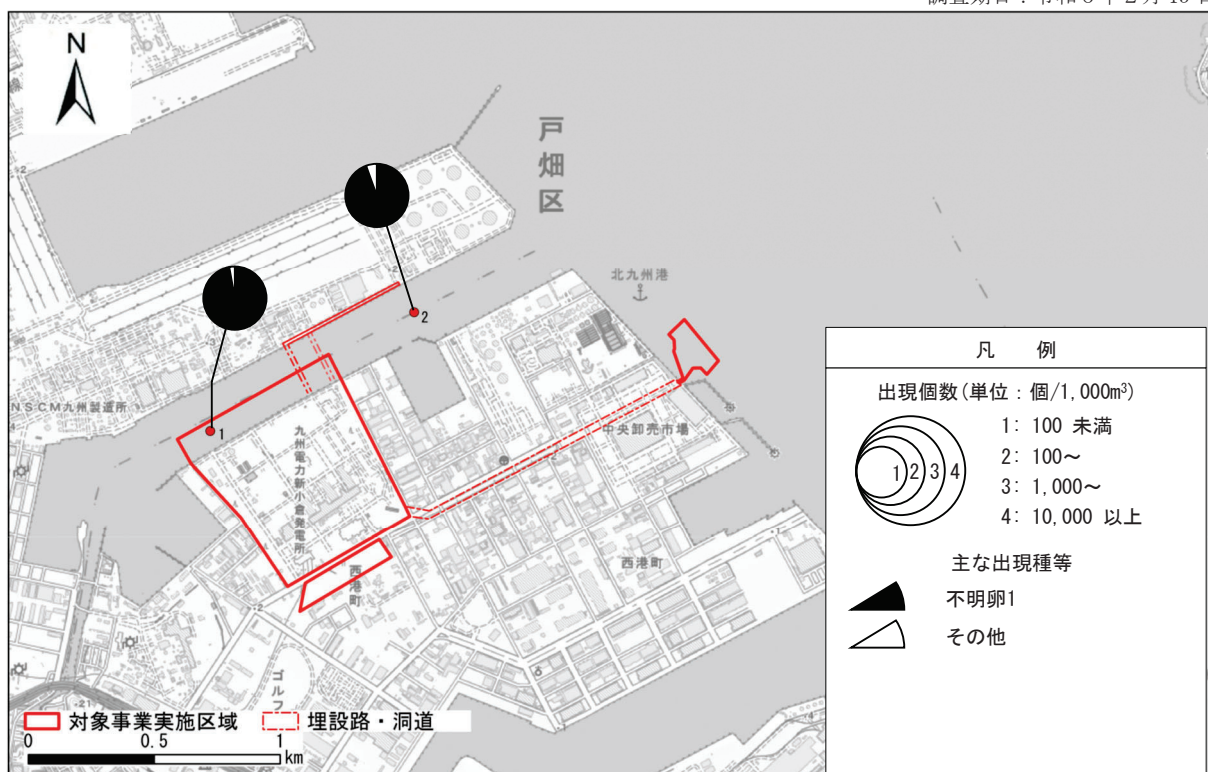 N
戸畑区
北九州港
2
1
NSCM九州製造所
九州電力新小倉発電所
中央卸売市場
西港町
西港町
ゴルフ
6
凡 例
出現個数(単位：個/1,000m³)
1 2 3 4
1: 100 未満
2: 100～
3: 1,000～
4: 10,000 以上
主な出現種等
不明卵1
その他
対象事業実施区域 埋設路・洞道
0 0.5 1
km